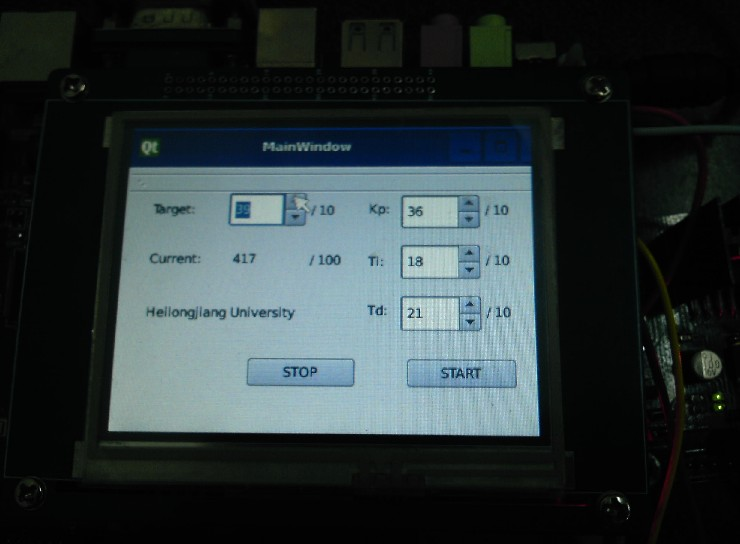 Qt MainWindow
Target: / 10 Kp: 36 / 10
Current: 417 / 100 Ti: 18 / 10
Heilongjiang University Td: 21 / 10
STOP START